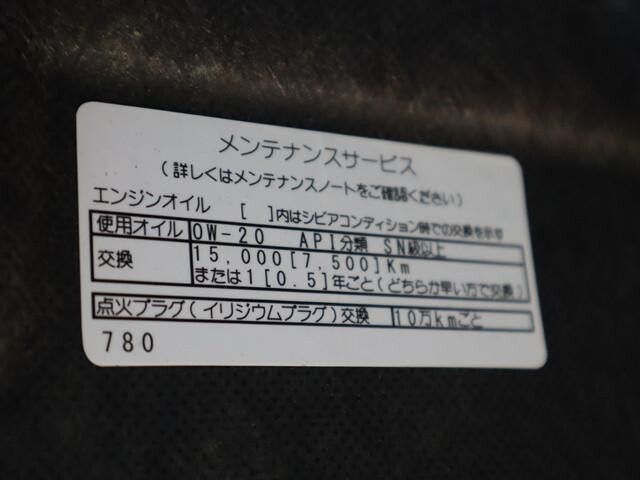 メンテナンスサービス
(詳しくはメンテナンスノートをご確認ください)
エンジンオイル [ ]内はシビアコンディション時での交換を示す
使用オイル 0W-20 API分類 SN級以上
交換 15,000[7,500]Km
または1[0.5]年ごと(どちらか早い方で交換)
点火プラグ(イリジウムプラグ)交換 10万kmごと
780